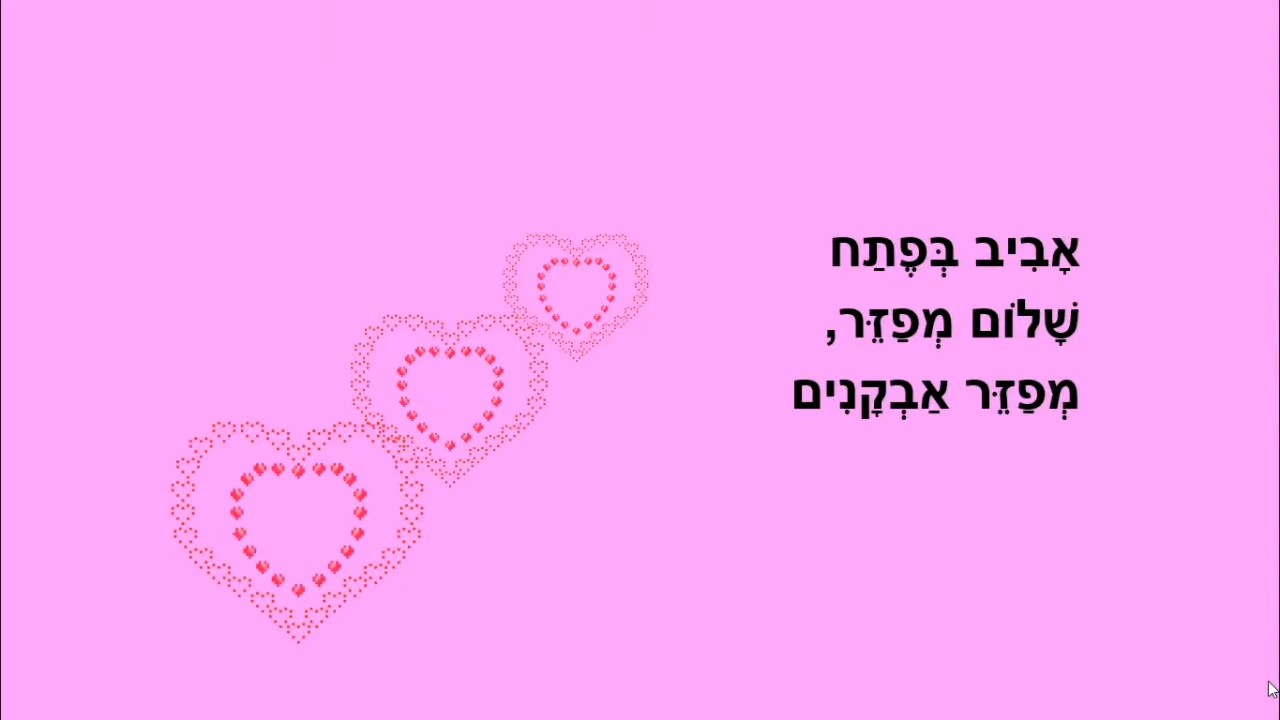 אָבִיב בְּפֶתַח
שָׁלוֹם מְפַזֵּר,
מְפַזֵּר אַבְקָנִים